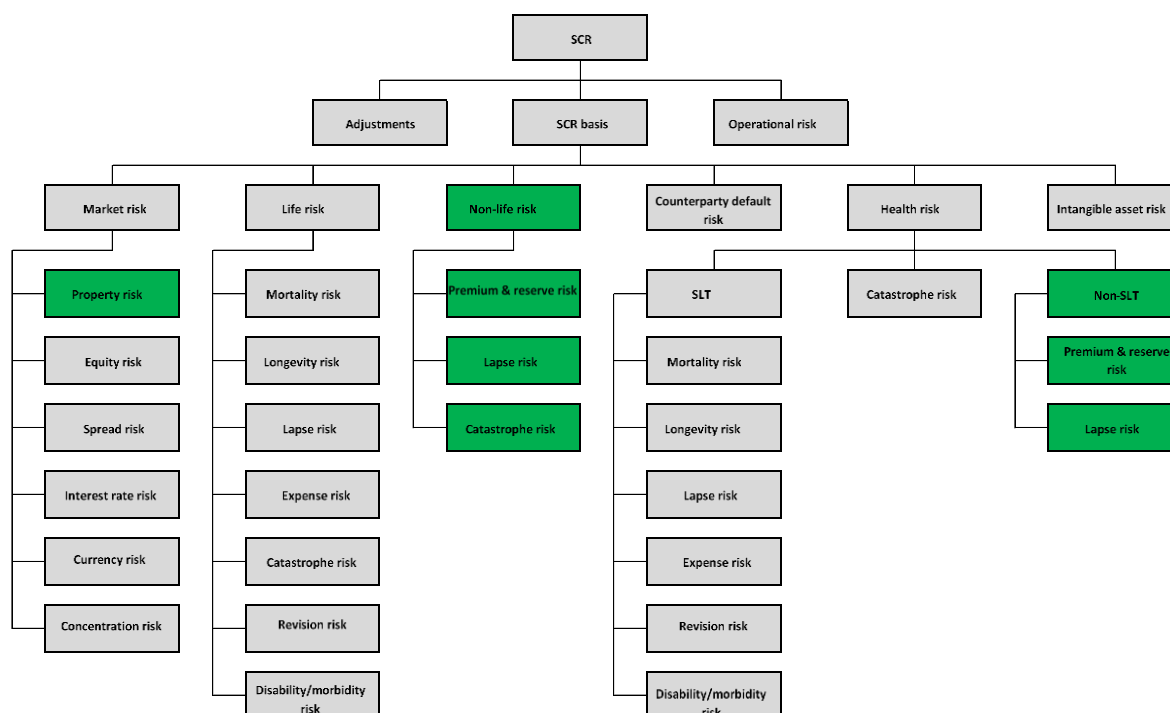 SCR
Adjustments
SCR basis
Operational risk
Market risk
Life risk
Non-life risk
Counterparty default
risk
Health risk
Intangible asset risk
Property risk
Mortality risk
Premium & reserve risk
SLT
Catastrophe risk
Non-SLT
Equity risk
Longevity risk
Lapse risk
Mortality risk
Premium & reserve
risk
Spread risk
Lapse risk
Catastrophe risk
Longevity risk
Lapse risk
Interest rate risk
Expense risk
Lapse risk
Currency risk
Catastrophe risk
Expense risk
Concentration risk
Revision risk
Revision risk
Disability/morbidity
risk
Disability/morbidity
risk